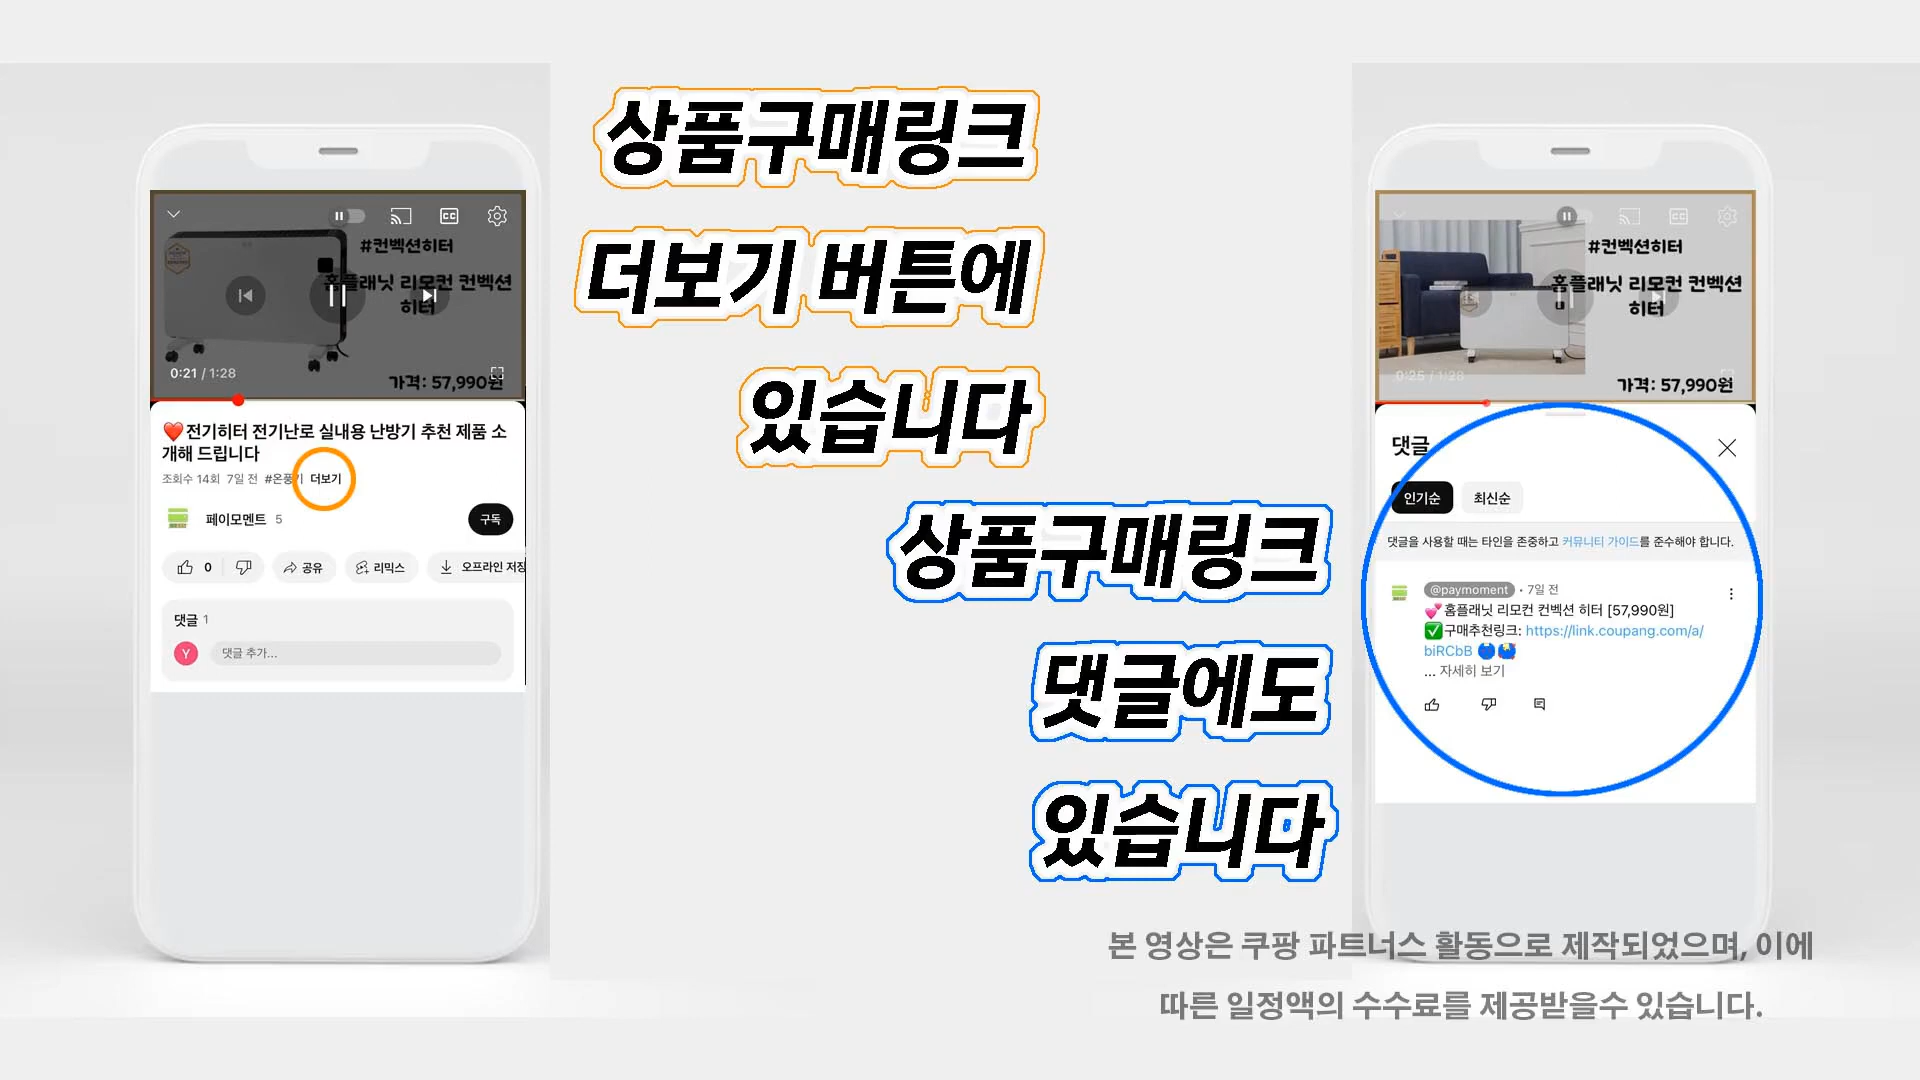 상품구매링크
더보기 버튼에
있습니다
상품구매링크
댓글에도
있습니다
#컨벡션히터
홈플래닛 리모컨 컨벡션
히터
0:21 / 1:28
가격: 57,990원
❤️전기히터 전기난로 실내용 난방기 추천 제품 소
개해 드립니다
조회수 14회 7일 전 #온풍기 더보기
페이모멘트 5
구독
0
공유
리믹스
오프라인 저장
댓글 1
Y
댓글 추가...
#컨벡션히터
홈플래닛 리모컨 컨벡션
히터
0:25 / 1:28
가격: 57,990원
댓글
인기순 최신순
댓글을 사용할 때는 타인을 존중하고 커뮤니티 가이드를 준수해야 합니다.
@paymoment · 7일 전
💕홈플래닛 리모컨 컨벡션 히터 [57,990원]
✅구매추천링크: https://link.coupang.com/a/
biRCbB
... 자세히 보기
본 영상은 쿠팡 파트너스 활동으로 제작되었으며, 이에
따른 일정액의 수수료를 제공받을수 있습니다.